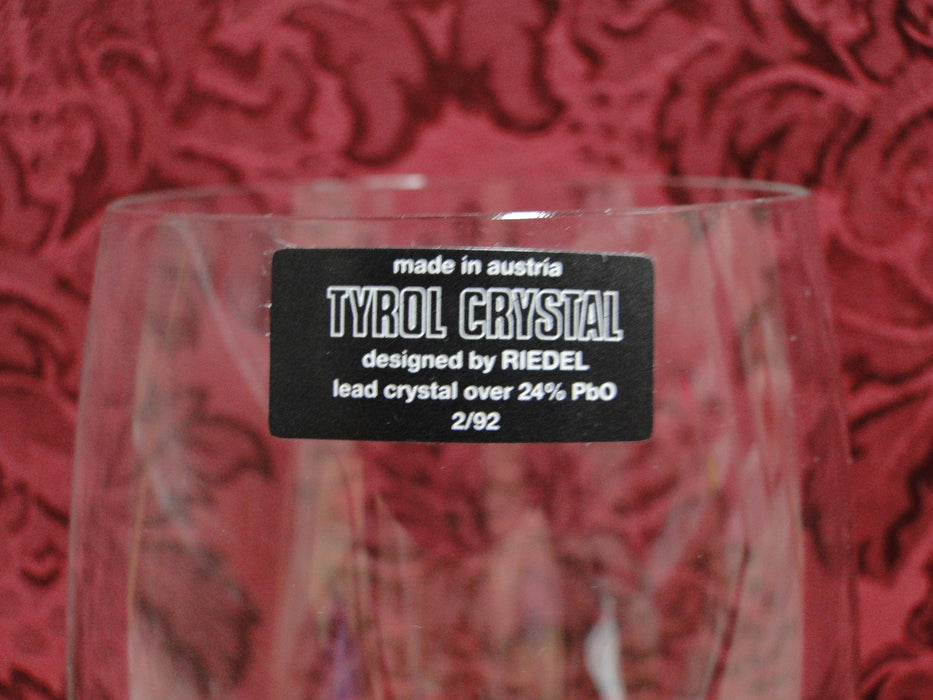 made in austria
TYROL CRYSTAL
designed by RIEDEL
lead crystal over 24% PbO
2/92